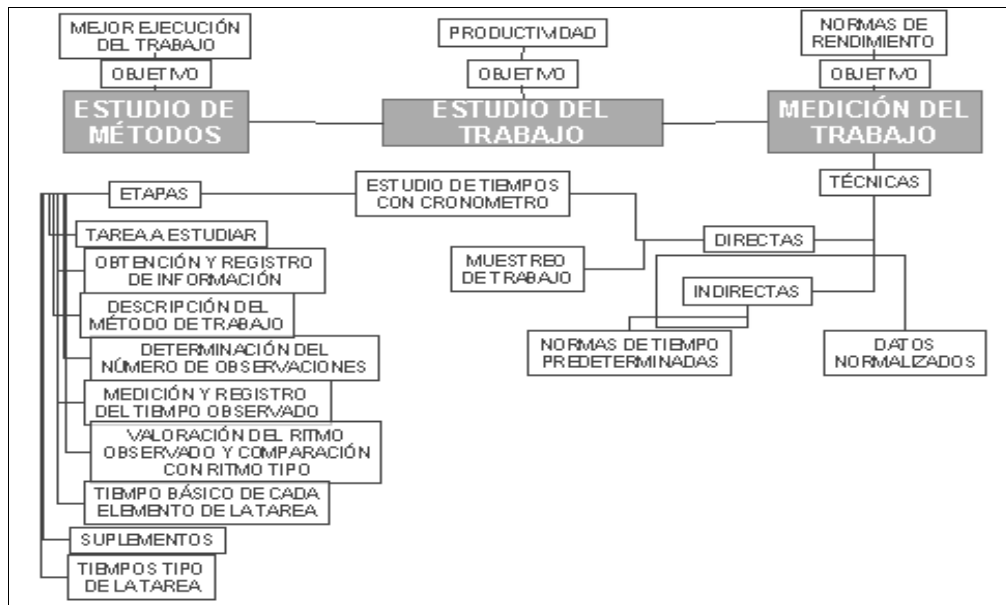 MEJOR EJECUCIÓN
DEL TRABAJO
PRODUCTIVIDAD
NORMAS DE
RENDIMIENTO
OBJETIVO
OBJETIVO
OBJETIVO
ESTUDIO DE
MÉTODOS
ESTUDIO DEL
TRABAJO
MEDICIÓN DEL
TRABAJO
TÉCNICAS
ETAPAS
ESTUDIO DE TIEMPOS
CON CRONOMETRO
TAREA A ESTUDIAR
DIRECTAS
OBTENCIÓN Y REGISTRO
DE INFORMACIÓN
MUESTREO
DE TRABAJO
INDIRECTAS
DESCRIPCIÓN DEL
MÉTODO DE TRABAJO
NORMAS DE TIEMPO
PREDETERMINADAS
DATOS
NORMALIZADOS
DETERMINACIÓN DEL
NÚMERO DE OBSERVACIONES
MEDICIÓN Y REGISTRO
DEL TIEMPO OBSERVADO
VALORACIÓN DEL RITMO
OBSERVADO Y COMPARACIÓN
CON RITMO TIPO
TIEMPO BÁSICO DE CADA
ELEMENTO DE LA TAREA
SUPLEMENTOS
TIEMPOS TIPO
DE LA TAREA